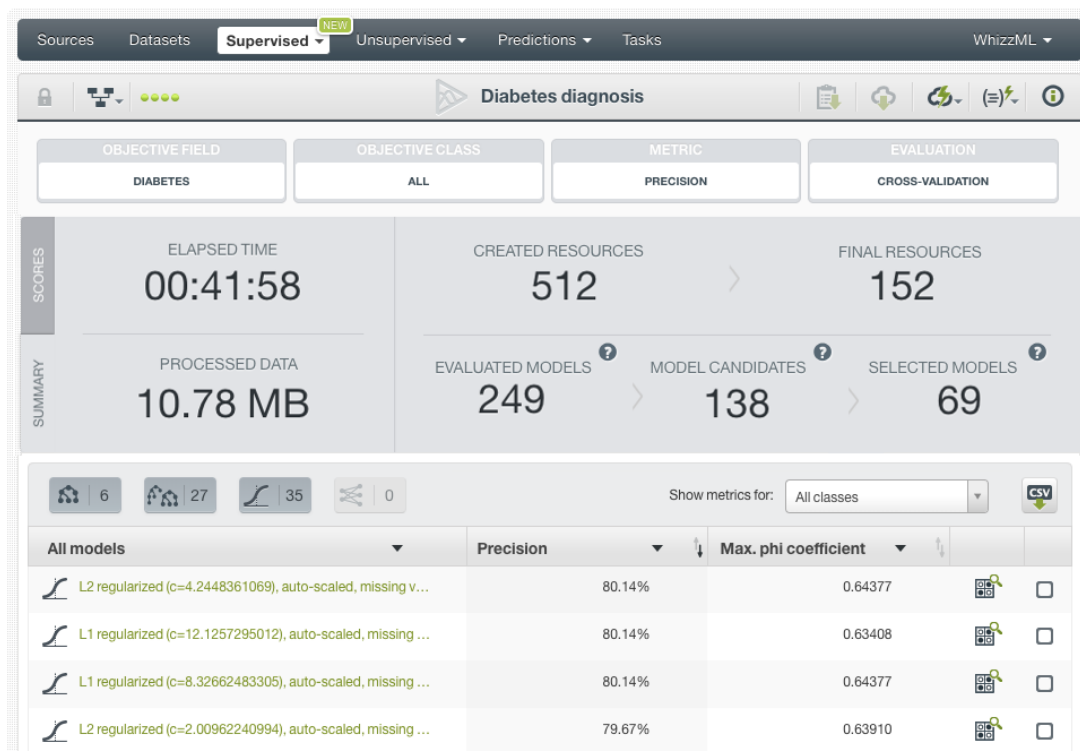 NEW
Sources Datasets Supervised Unsupervised Predictions Tasks WhizzML
Diabetes diagnosis
OBJECTIVE FIELD OBJECTIVE CLASS METRIC EVALUATION
DIABETES ALL PRECISION CROSS-VALIDATION
SCORES
ELAPSED TIME CREATED RESOURCES FINAL RESOURCES
00:41:58 512 152
SUMMARY
PROCESSED DATA EVALUATED MODELS ? MODEL CANDIDATES ? SELECTED MODELS ?
10.78 MB 249 138 69
6 27 35 0 Show metrics for: All classes CSV
All models Precision Max. phi coefficient
L2 regularized (c=4.2448361069), auto-scaled, missing v... 80.14% 0.64377
L1 regularized (c=12.1257295012), auto-scaled, missing ... 80.14% 0.63408
L1 regularized (c=8.32662483305), auto-scaled, missing ... 80.14% 0.64377
L2 regularized (c=2.00962240994), auto-scaled, missing ... 79.67% 0.63910